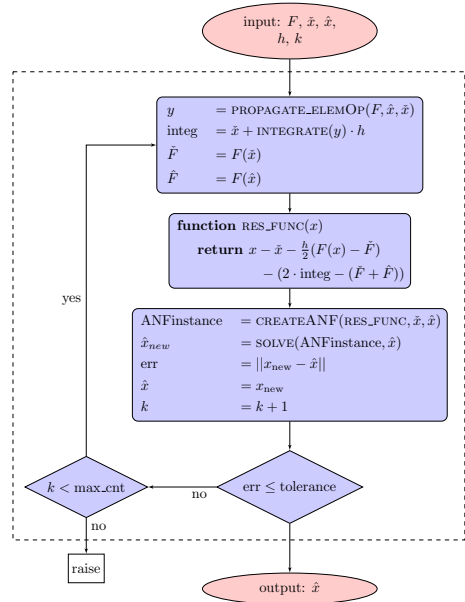 input: F, x̌, x̂,
h, k
y = PROPAGATE_ELEMOP(F, x̂, x̌)
integ = x̌ + INTEGRATE(y) · h
F̌ = F(x̌)
F̂ = F(x̂)
function RES_FUNC(x)
return x − x̌ − h/2 (F(x) − F̌)
− (2 · integ − (F̌ + F̂))
ANFinstance = CREATEANF(RES_FUNC, x̌, x̂)
x̂_new = SOLVE(ANFinstance, x̂)
err = ||x_new − x̂||
x̂ = x_new
k = k + 1
yes
k < max_cnt
no
err ≤ tolerance
no
raise
output: x̂